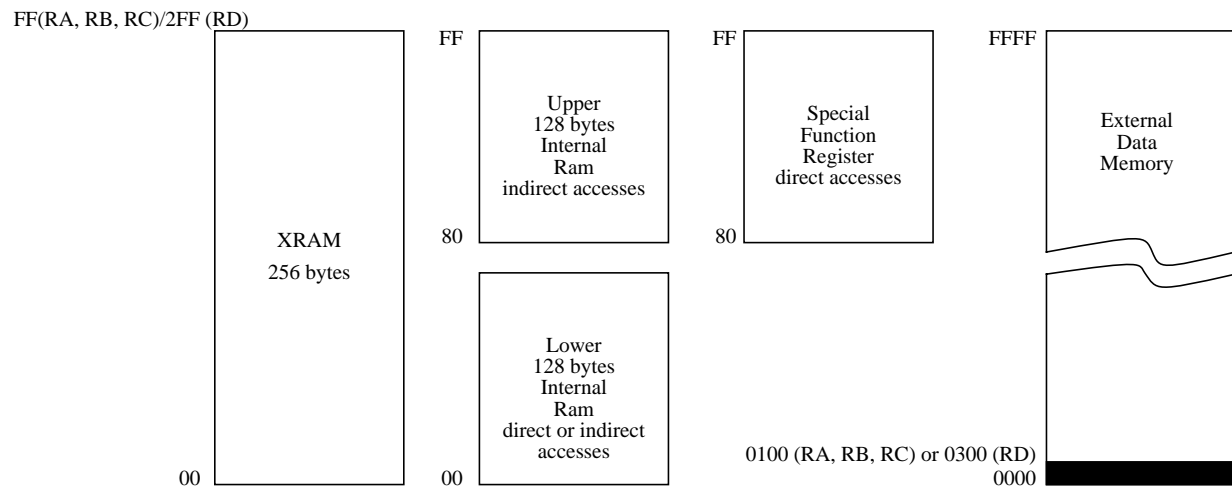 FF(RA, RB, RC)/2FF (RD)
XRAM
256 bytes
00
FF
Upper
128 bytes
Internal
Ram
indirect accesses
80
Lower
128 bytes
Internal
Ram
direct or indirect
accesses
00
FF
Special
Function
Register
direct accesses
80
FFFF
External
Data
Memory
0100 (RA, RB, RC) or 0300 (RD)
0000